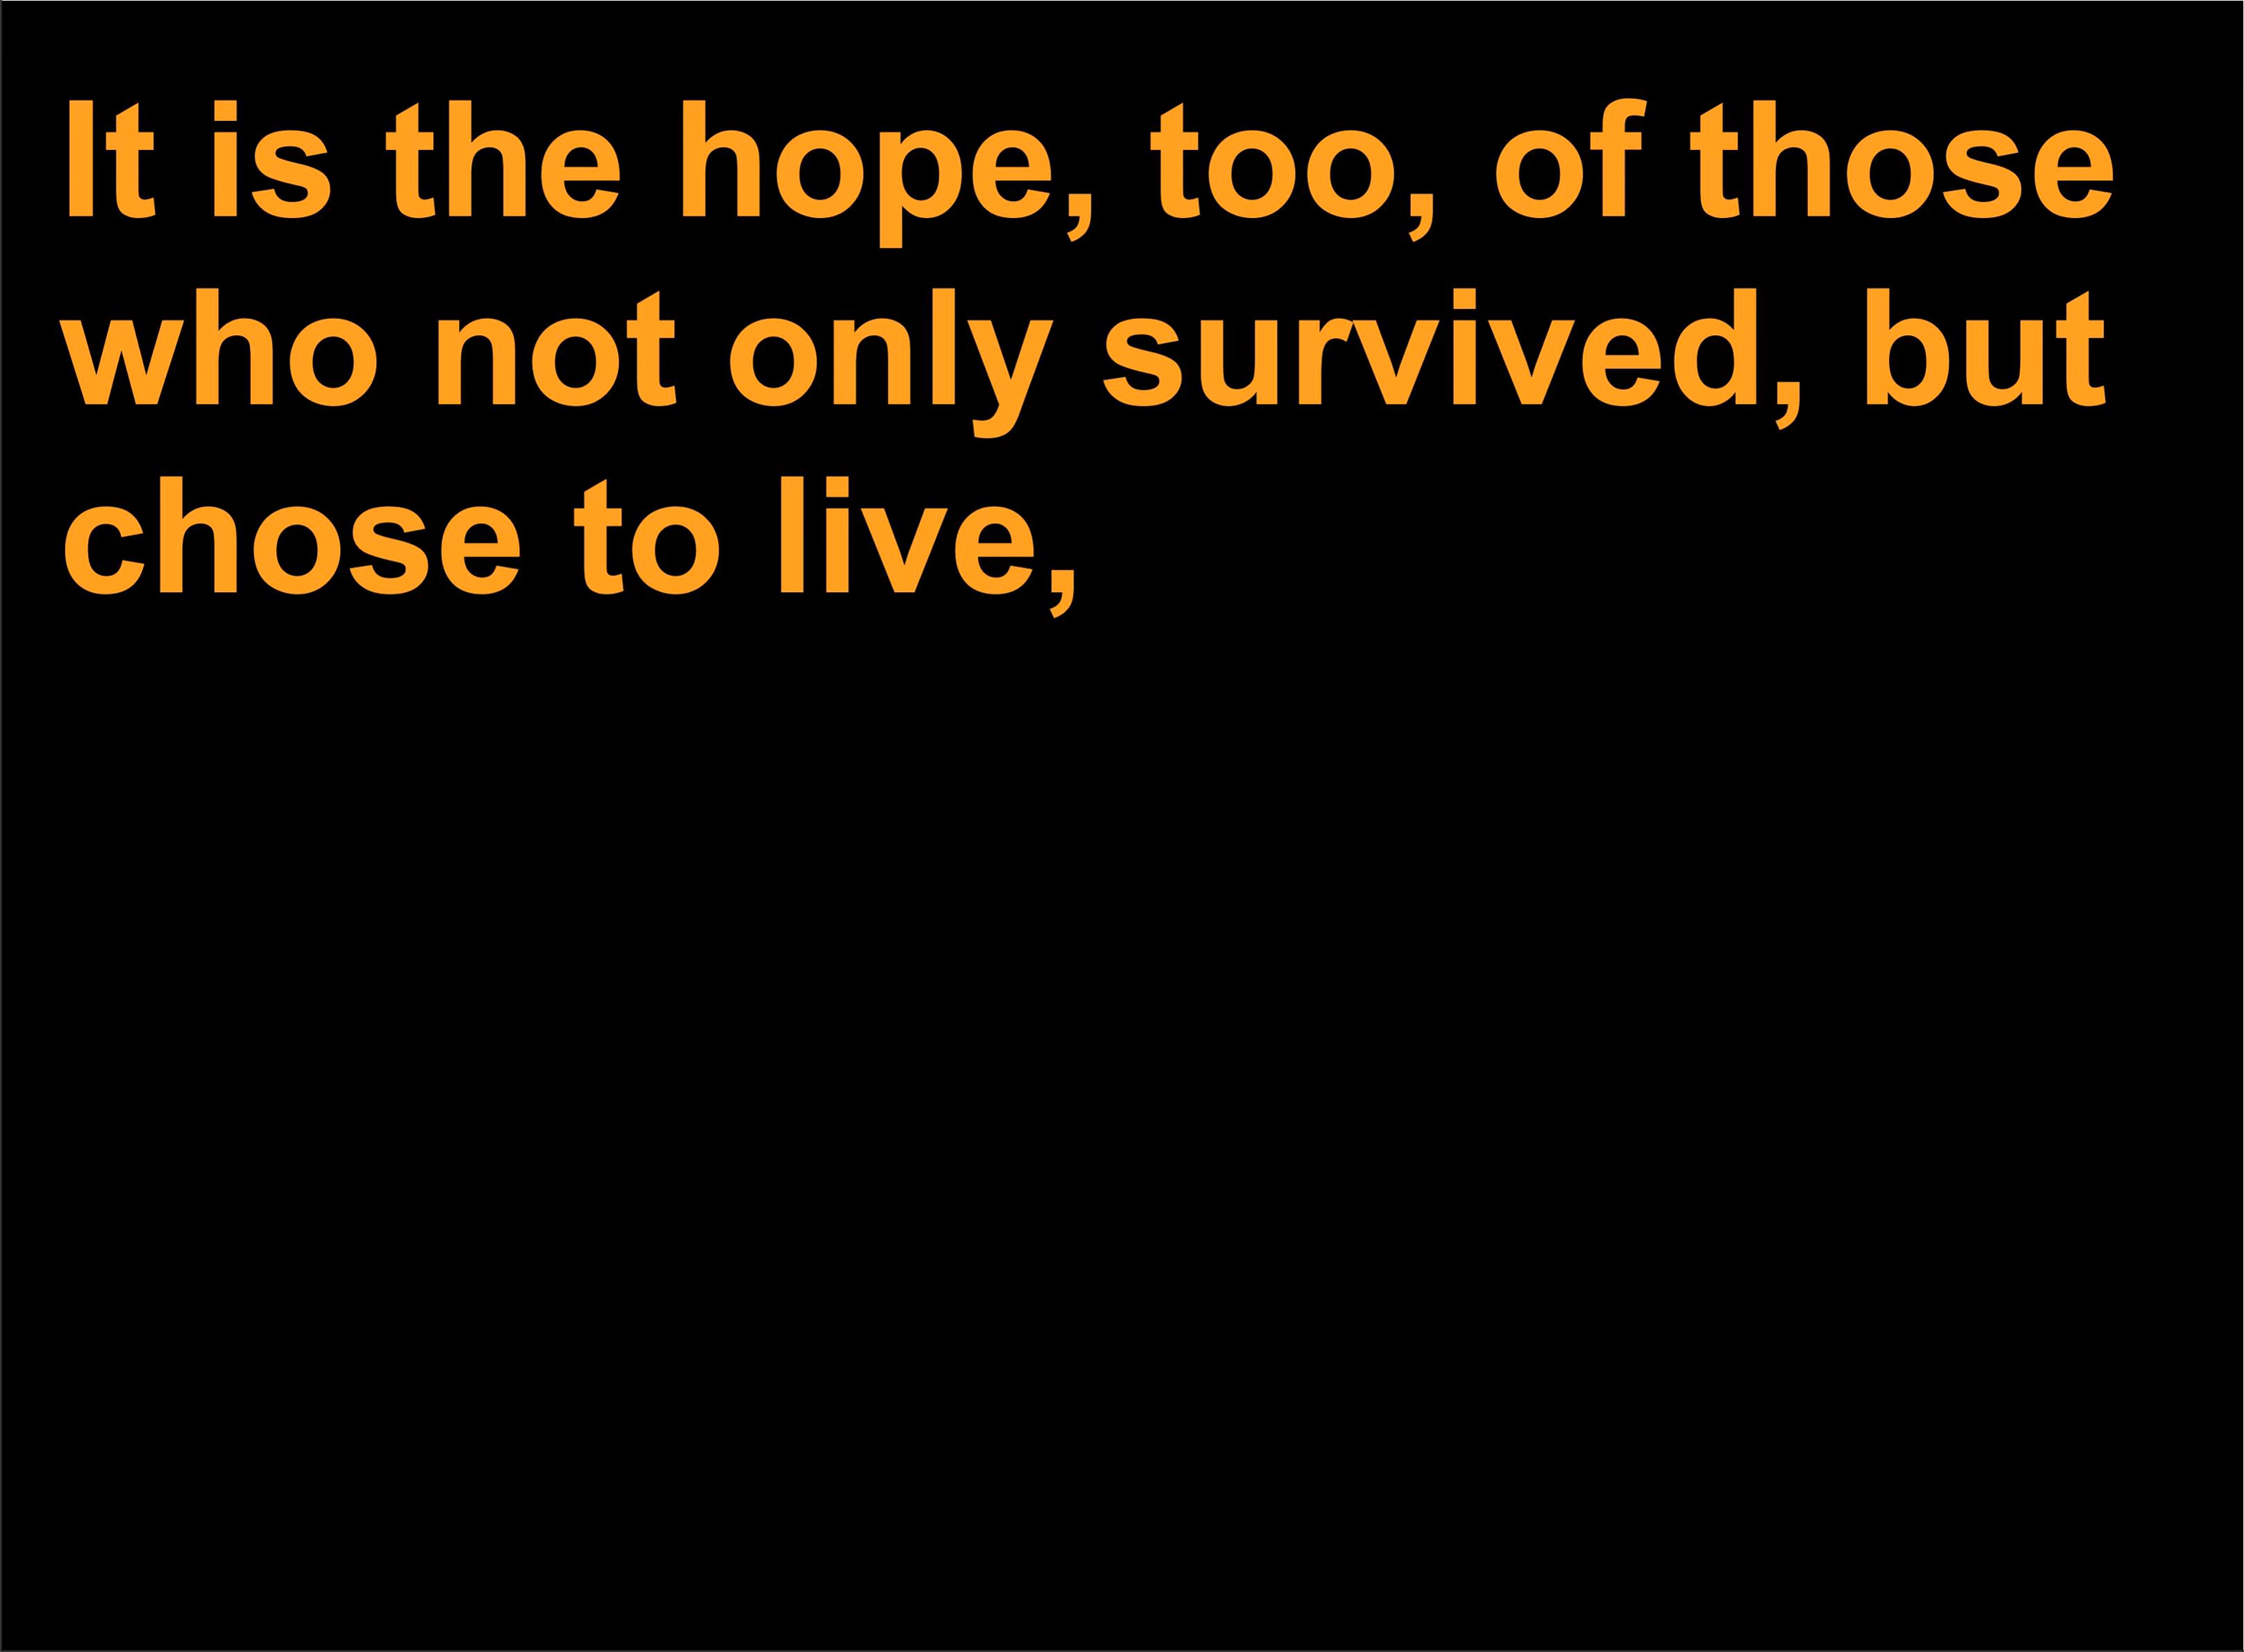 It is the hope, too, of those
who not only survived, but
chose to live,